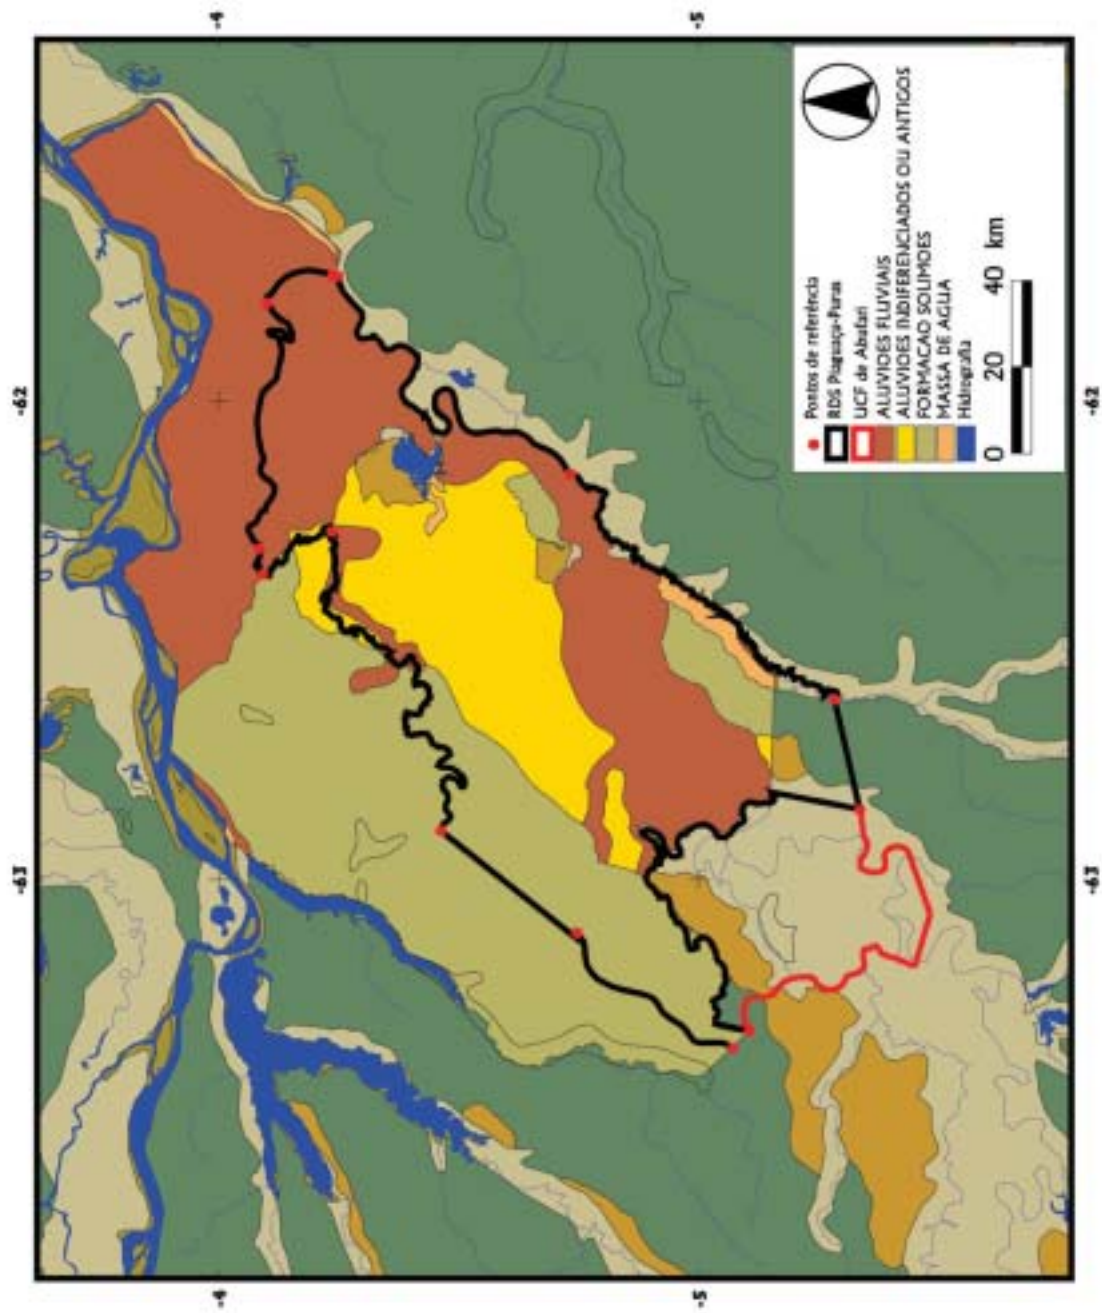 -4
-5
-62
-62
-63
-63
-4
-5
Pontos de referência
RDS Piagaçu-Purus
UCF de Abufari
ALUVIOES FLUVIAIS
ALUVIOES INDIFERENCIADOS OU ANTIGOS
FORMACAO SOLIMOES
MASSA DE AGUA
Hidrografia
0 20 40 km